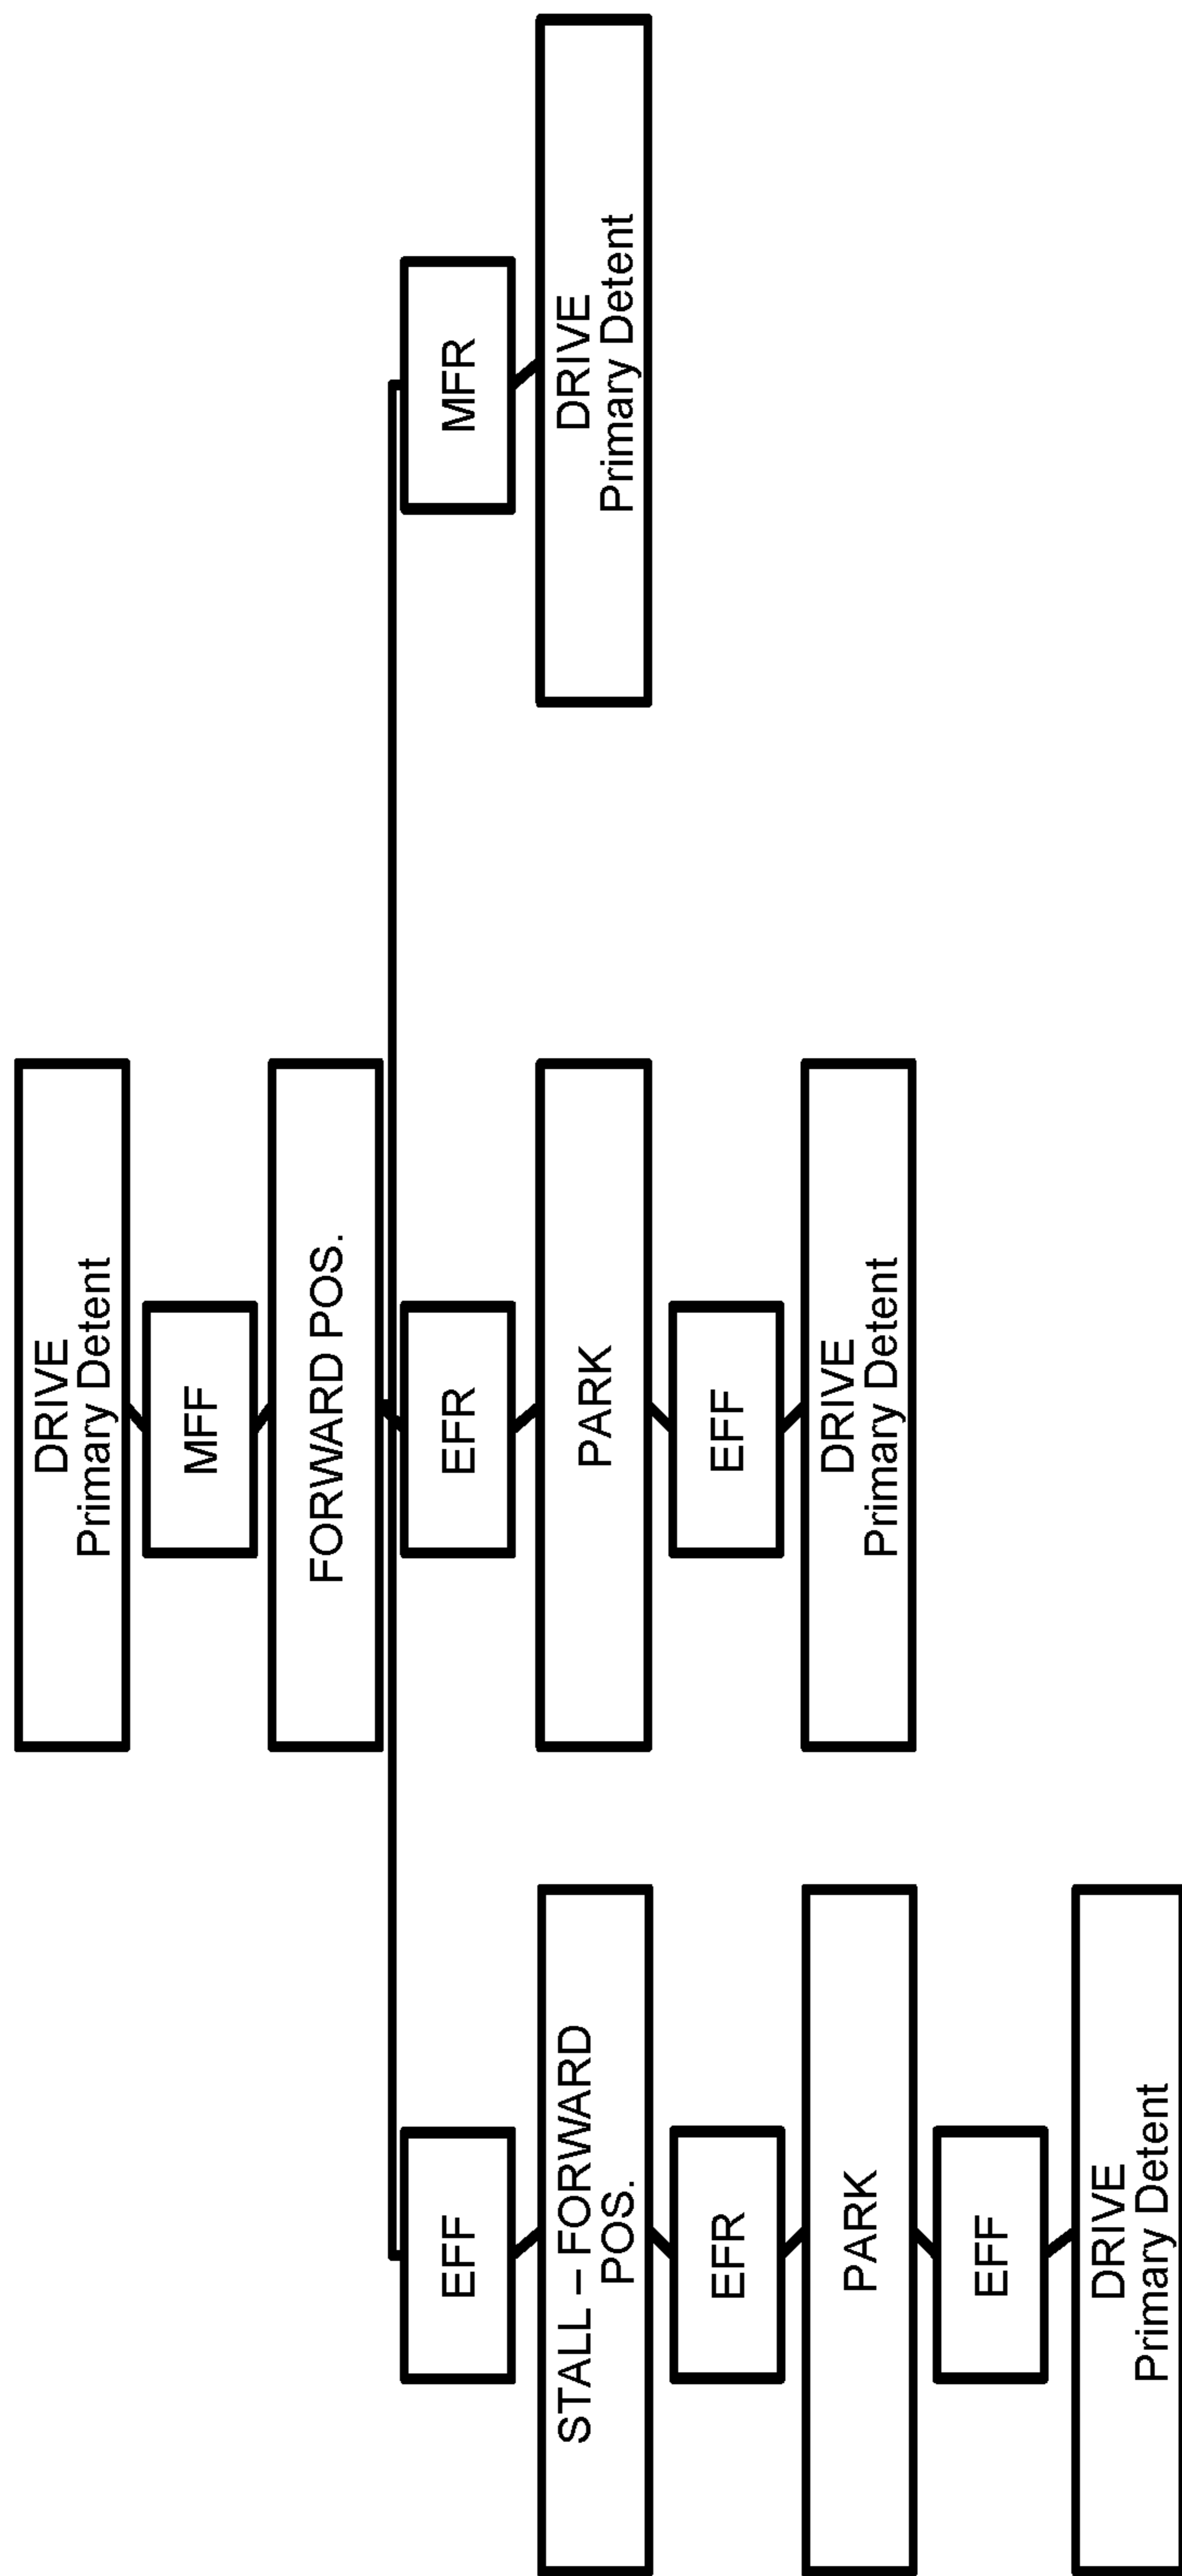 DRIVE
Primary Detent
MFF
FORWARD POS.
EFF
EFR
MFR
STALL – FORWARD
POS.
PARK
DRIVE
Primary Detent
EFR
EFF
PARK
DRIVE
Primary Detent
EFF
DRIVE
Primary Detent